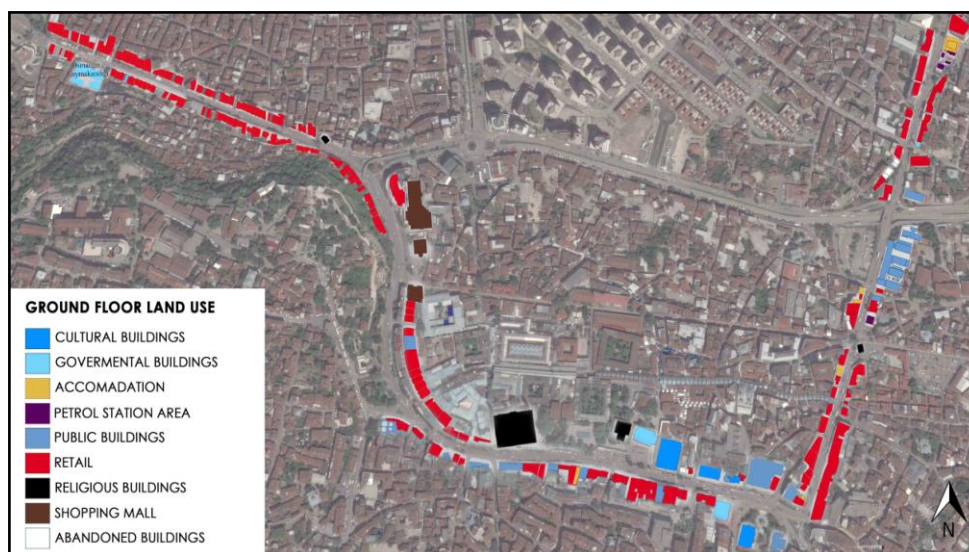 GROUND FLOOR LAND USE
CULTURAL BUILDINGS
GOVERMENTAL BUILDINGS
ACCOMADATION
PETROL STATION AREA
PUBLIC BUILDINGS
RETAIL
RELIGIOUS BUILDINGS
SHOPPING MALL
ABANDONED BUILDINGS
N